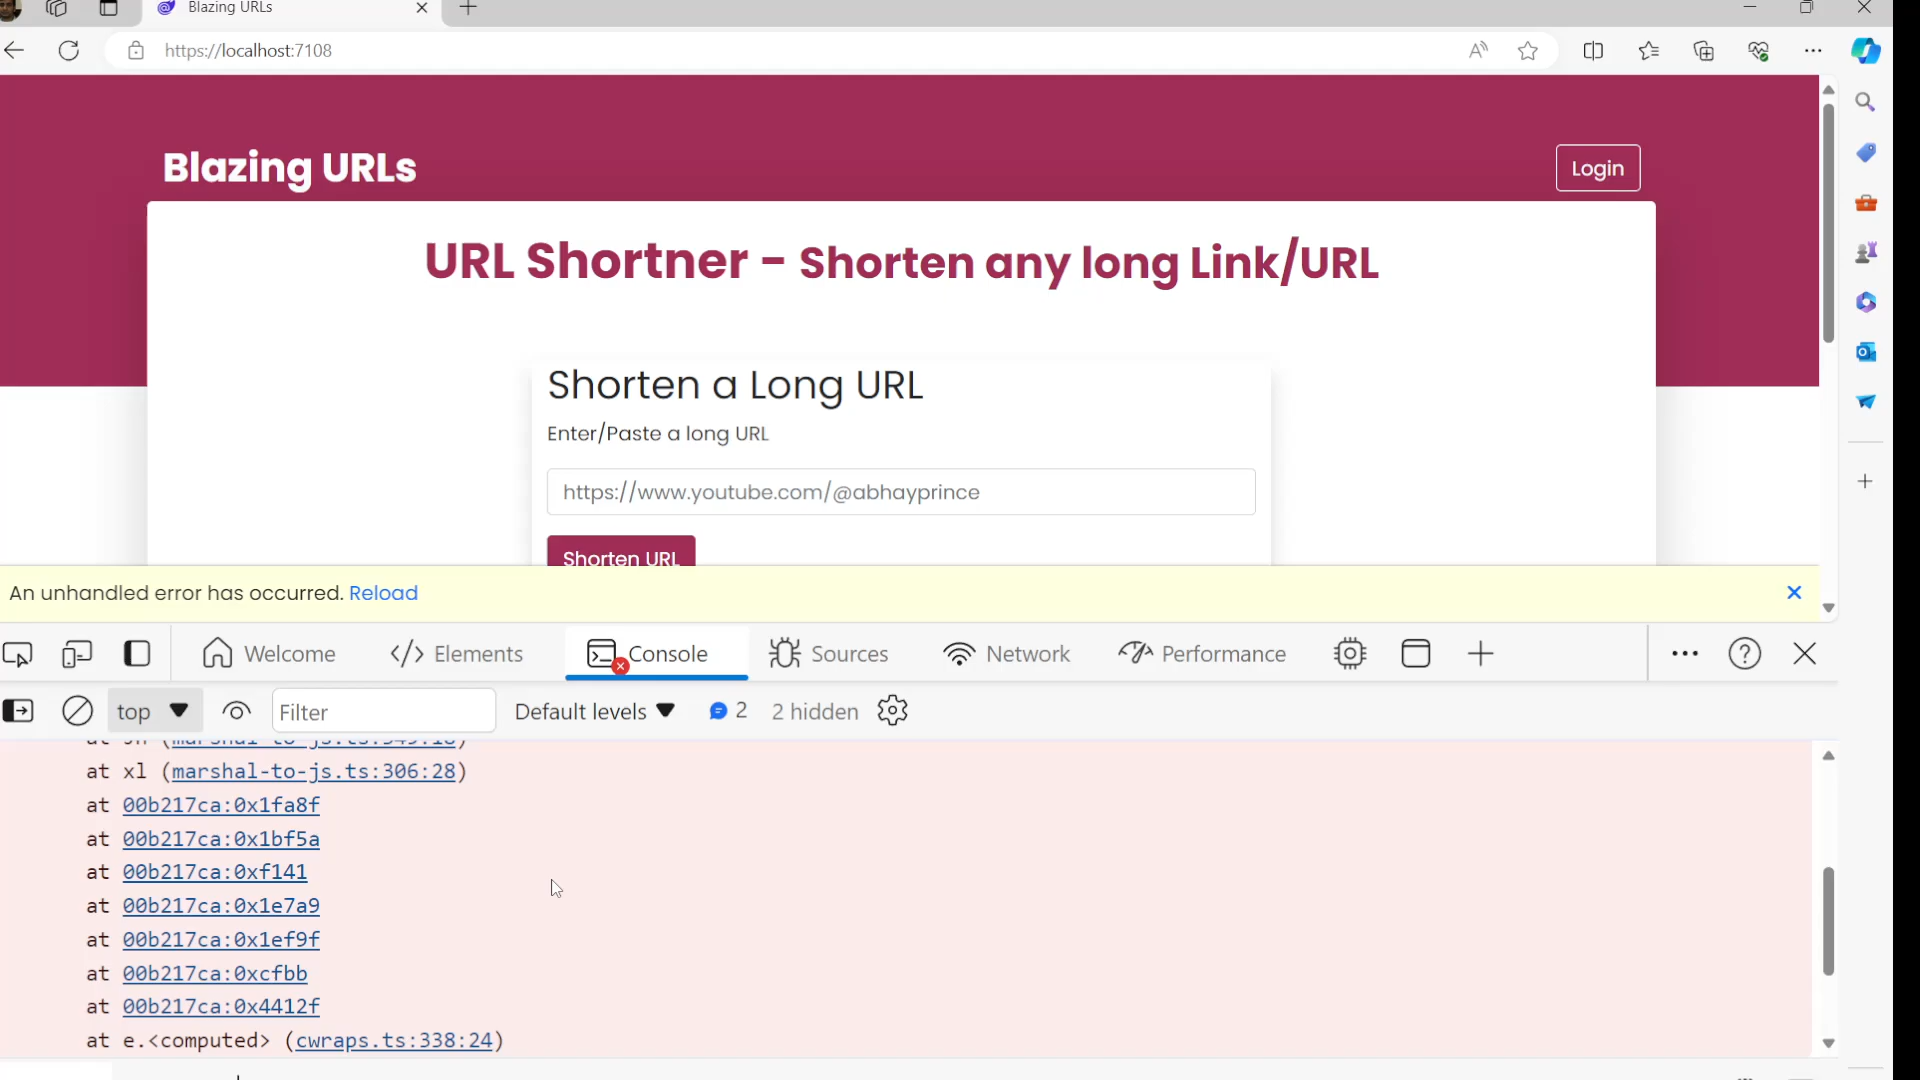 Blazing URLs
https://localhost:7108
Blazing URLs
Login
URL Shortner - Shorten any long Link/URL
Shorten a Long URL
Enter/Paste a long URL
https://www.youtube.com/@abhayprince
Shorten URL
An unhandled error has occurred. Reload
Welcome
Elements
Console
Sources
Network
Performance
top
Filter
Default levels
2
2 hidden
at xl (marshal-to-js.ts:306:28)
at 00b217ca:0x1fa8f
at 00b217ca:0x1bf5a
at 00b217ca:0xf141
at 00b217ca:0x1e7a9
at 00b217ca:0x1ef9f
at 00b217ca:0xcfbb
at 00b217ca:0x4412f
at e.<computed> (cwraps.ts:338:24)